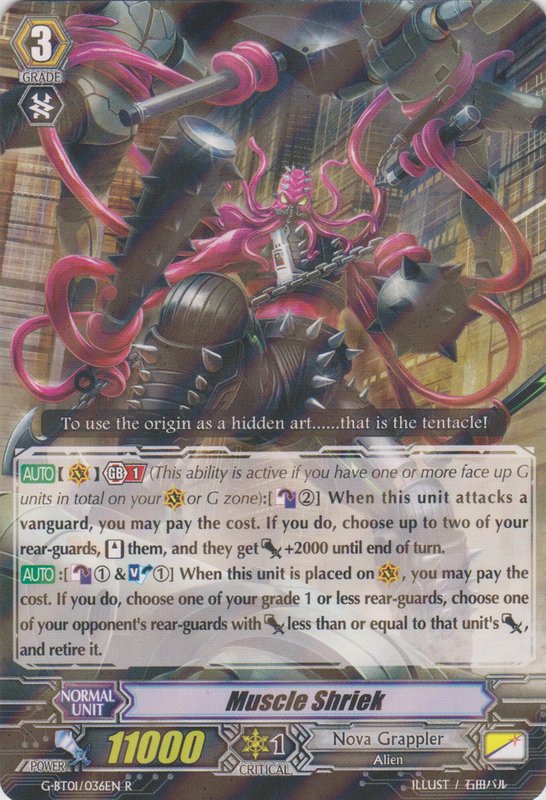 3
GRADE
To use the origin as a hidden art......that is the tentacle!
AUTO【 】GB 1 (This ability is active if you have one or more face up G
units in total on your or G zone):[ ②] When this unit attacks a
vanguard, you may pay the cost. If you do, choose up to two of your
rear-guards, them, and they get +2000 until end of turn.
AUTO :[ ① & V ①] When this unit is placed on , you may pay the
cost. If you do, choose one of your grade 1 or less rear-guards, choose one
of your opponent's rear-guards with less than or equal to that unit's ,
and retire it.
NORMAL
UNIT
Muscle Shriek
POWER
11000
1
CRITICAL
Nova Grappler
Alien
G-BT01/036EN R
ILLUST / 石田バル